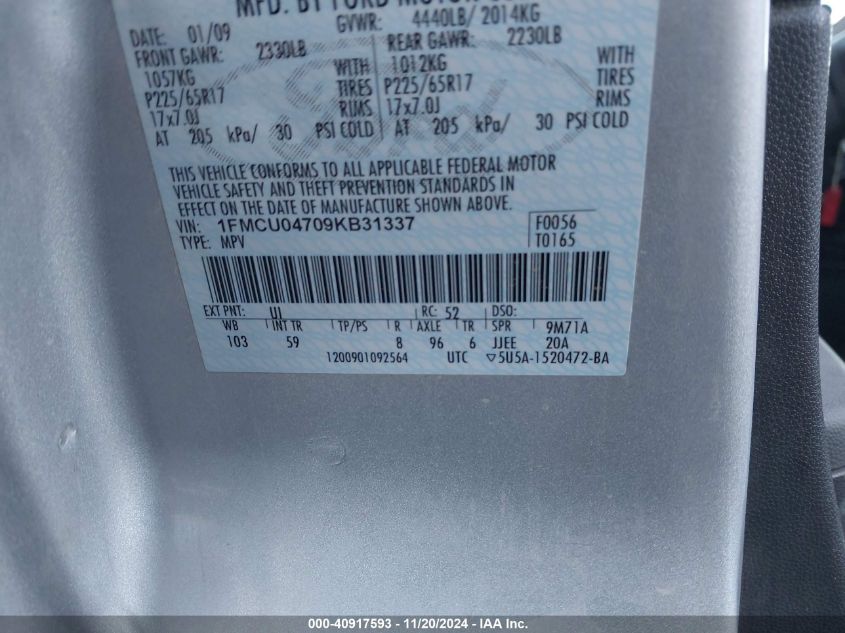 MFD. BY FORD MOTOR
DATE: 01/09 GVWR: 4440LB/ 2014KG
FRONT GAWR: 2330LB REAR GAWR: 2230LB
1057KG WITH 1012KG WITH
P225/65R17 TIRES P225/65R17 TIRES
17x7.0J RIMS 17x7.0J RIMS
AT 205 kPa/ 30 PSI COLD AT 205 kPa/ 30 PSI COLD
THIS VEHICLE CONFORMS TO ALL APPLICABLE FEDERAL MOTOR
VEHICLE SAFETY AND THEFT PREVENTION STANDARDS IN
EFFECT ON THE DATE OF MANUFACTURE SHOWN ABOVE.
VIN: 1FMCU04709KB31337 F0056
TYPE: MPV T0165
EXT PNT: UI RC: 52 DSO:
WB INT TR TP/PS R AXLE TR SPR 9M71A
103 59 8 96 6 JJEE 20A
1200901092564 UTC ▽5U5A-1520472-BA
000-40917593 - 11/20/2024 - IAA Inc.